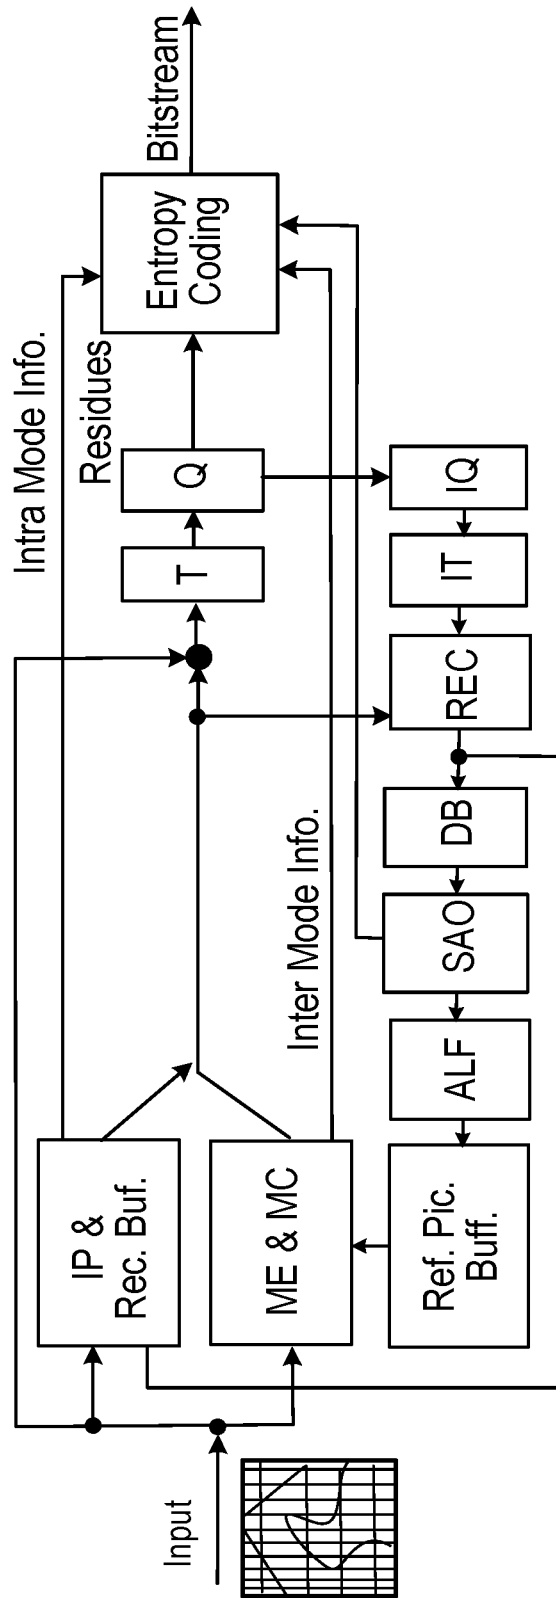 Input
IP &
Rec. Buf.
ME & MC
Intra Mode Info.
Inter Mode Info.
T
Q
Residues
Entropy
Coding
Bitstream
Ref. Pic.
Buff.
ALF
SAO
DB
REC
IT
IQ